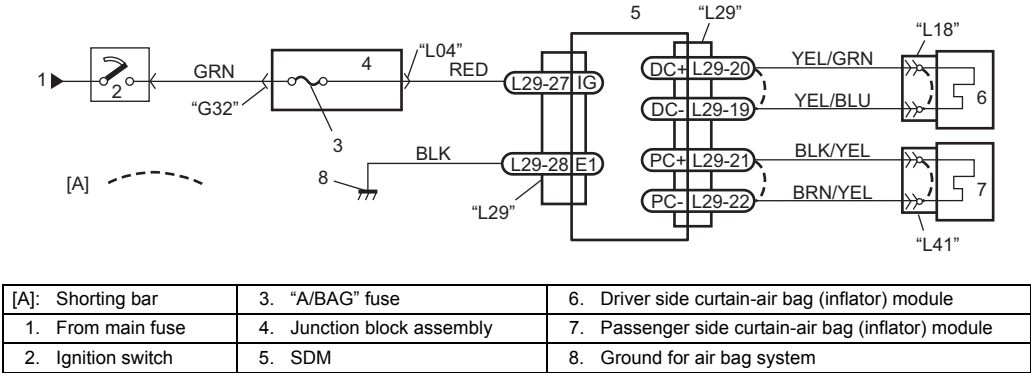 5 “L29”
“L18”
1 2 GRN “G32” 3 4 “L04” RED L29-27 IG
DC+ L29-20 YEL/GRN
DC- L29-19 YEL/BLU 6
[A] 8 BLK L29-28 E1 “L29”
PC+ L29-21 BLK/YEL
PC- L29-22 BRN/YEL 7
“L41”
[A]: Shorting bar 3. “A/BAG” fuse 6. Driver side curtain-air bag (inflator) module
1. From main fuse 4. Junction block assembly 7. Passenger side curtain-air bag (inflator) module
2. Ignition switch 5. SDM 8. Ground for air bag system